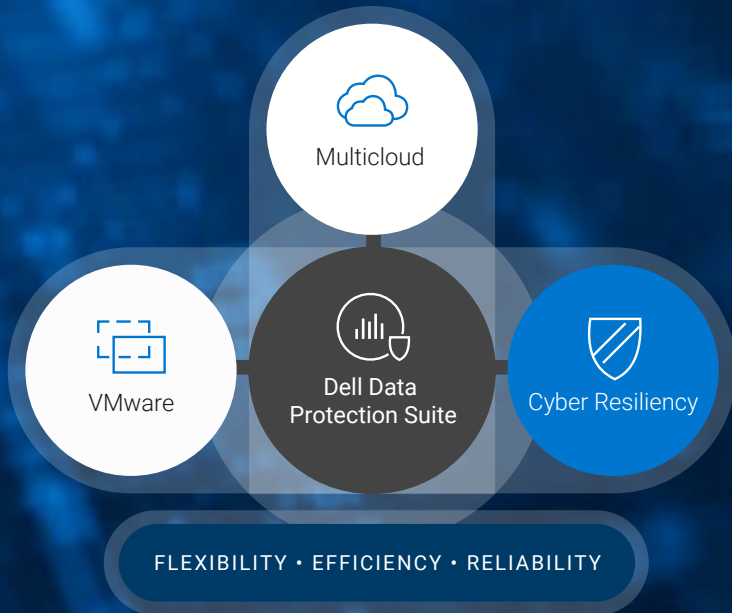 Multicloud
VMware
Dell Data
Protection Suite
Cyber Resiliency
FLEXIBILITY • EFFICIENCY • RELIABILITY